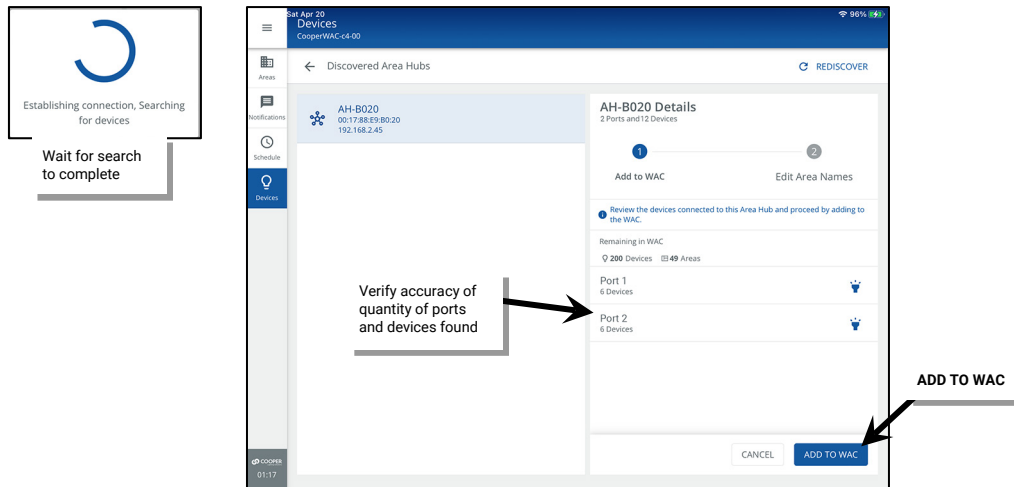 Establishing connection, Searching
for devices
Wait for search
to complete
Sat Apr 20
96%
Devices
CooperWAC-c4-00
Areas
Notifications
Schedule
Devices
Discovered Area Hubs
REDISCOVER
AH-B020
00:17:88:E9:B0:20
192.168.2.45
AH-B020 Details
2 Ports and12 Devices
1
2
Add to WAC
Edit Area Names
Review the devices connected to this Area Hub and proceed by adding to
the WAC.
Remaining in WAC
200 Devices 49 Areas
Port 1
6 Devices
Port 2
6 Devices
Verify accuracy of
quantity of ports
and devices found
ADD TO WAC
CANCEL
ADD TO WAC
COOPER
01:17